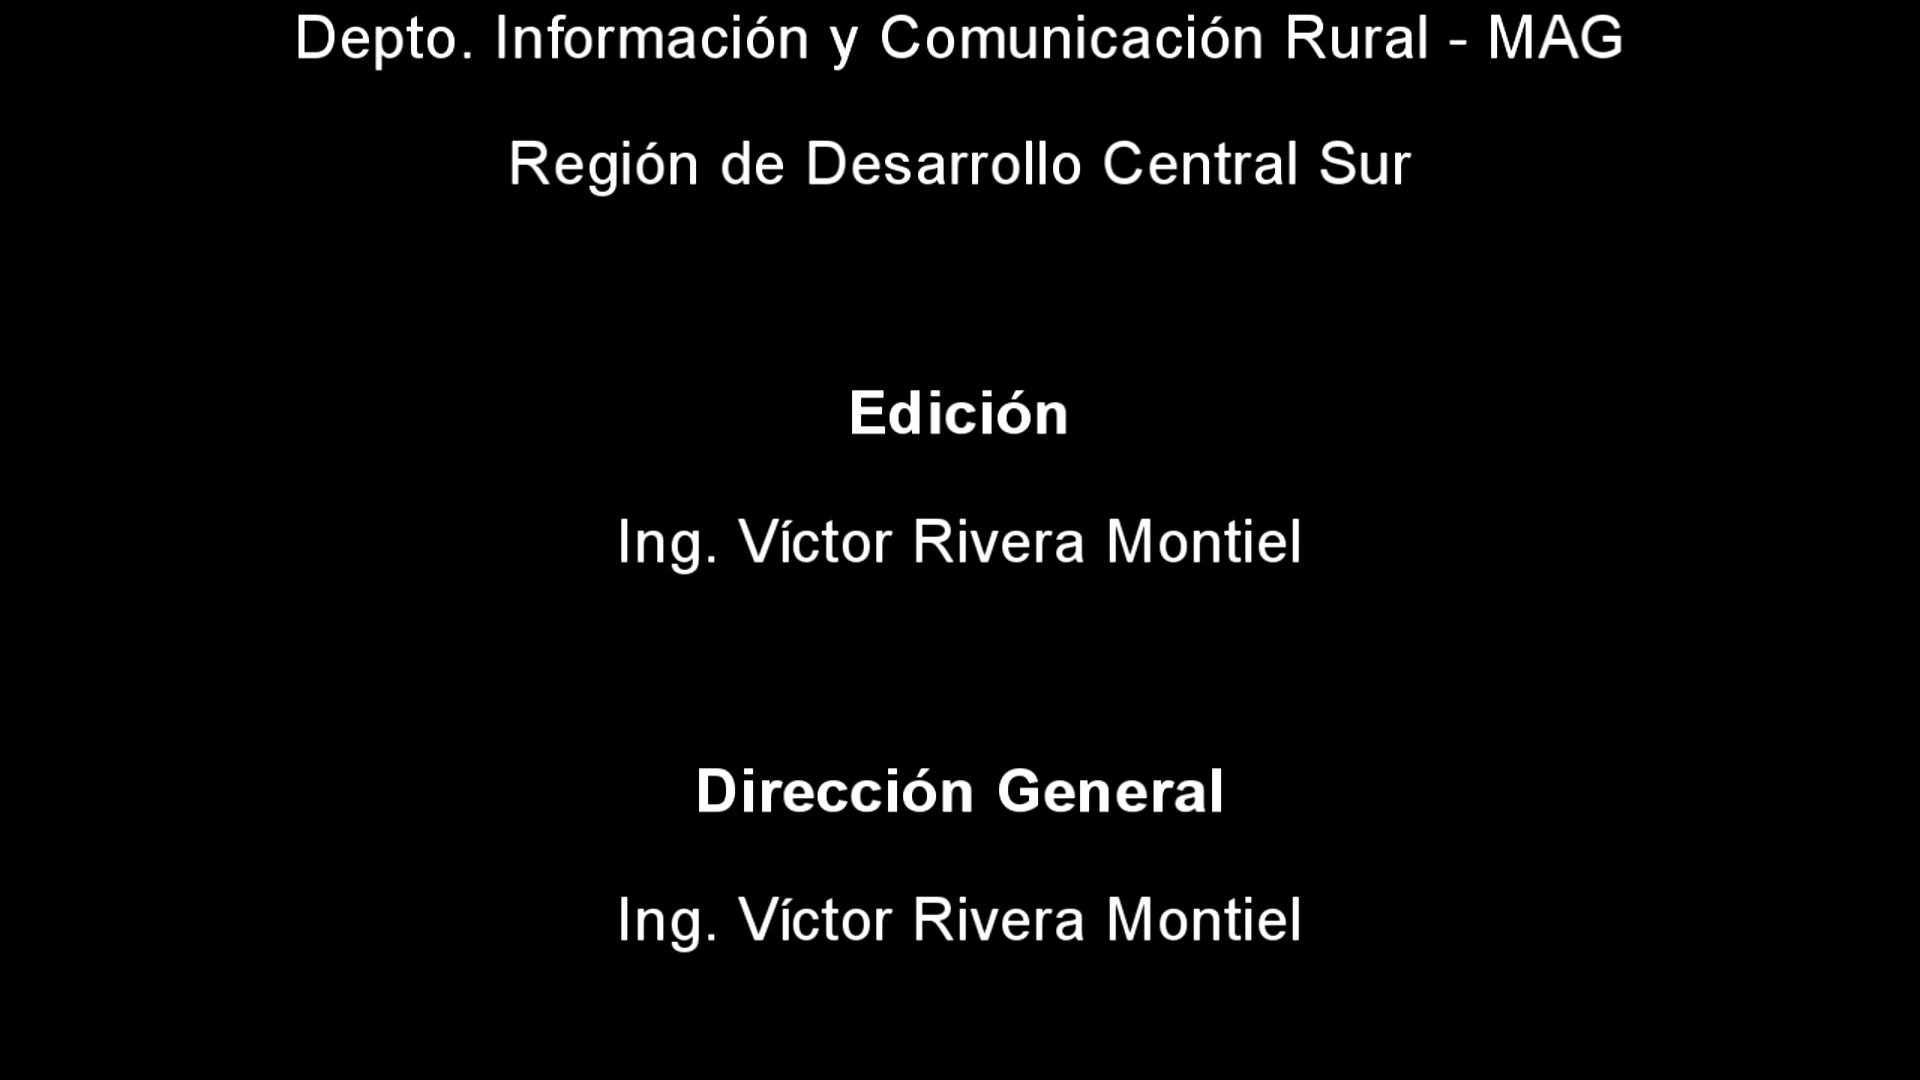 Depto. Información y Comunicación Rural - MAG
Región de Desarrollo Central Sur
Edición
Ing. Víctor Rivera Montiel
Dirección General
Ing. Víctor Rivera Montiel